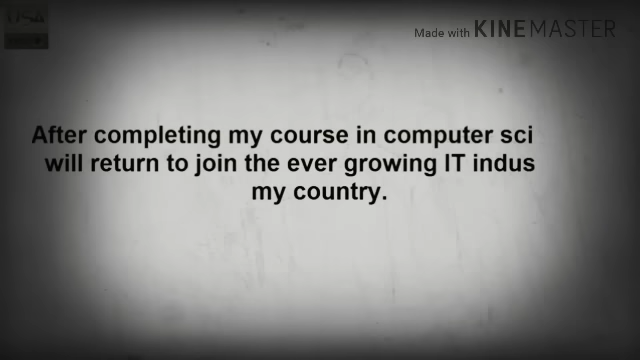 USA
Made with KINEMASTER
After completing my course in computer sci
will return to join the ever growing IT indus
my country.